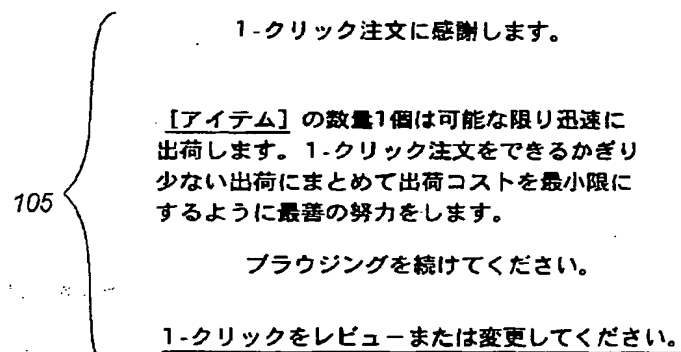 1-クリック注文に感謝します。
[アイテム] の数量1個は可能な限り迅速に
出荷します。1-クリック注文をできるかぎり
少ない出荷にまとめて出荷コストを最小限に
105
するように最善の努力をします。
ブラウジングを続けてください。
1-クリックをレビューまたは変更してください。